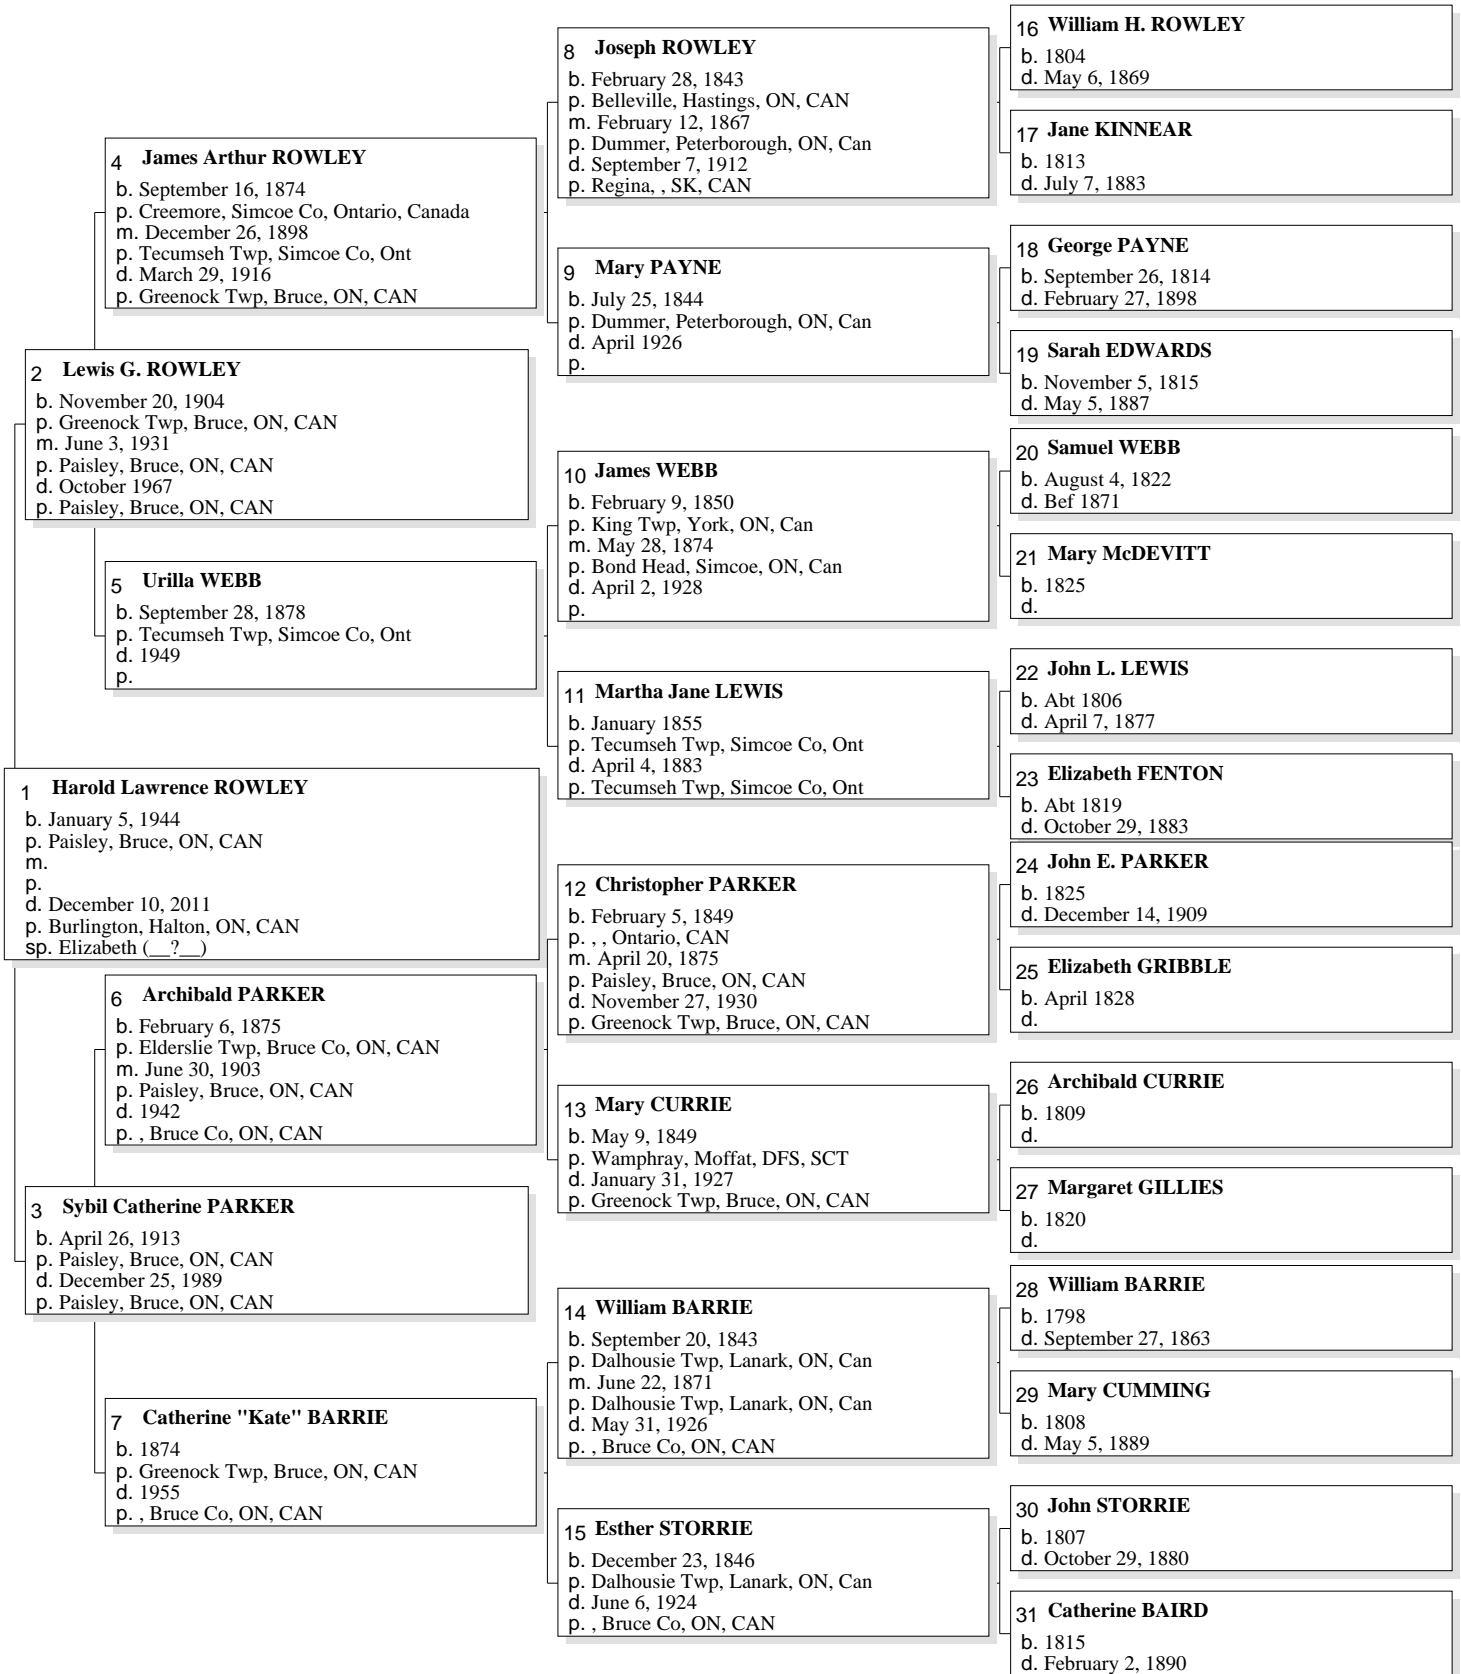 1 Harold Lawrence ROWLEY
b. January 5, 1944
p. Paisley, Bruce, ON, CAN
m.
p.
d. December 10, 2011
p. Burlington, Halton, ON, CAN
sp. Elizabeth (__?__)
2 Lewis G. ROWLEY
b. November 20, 1904
p. Greenock Twp, Bruce, ON, CAN
m. June 3, 1931
p. Paisley, Bruce, ON, CAN
d. October 1967
p. Paisley, Bruce, ON, CAN
3 Sybil Catherine PARKER
b. April 26, 1913
p. Paisley, Bruce, ON, CAN
d. December 25, 1989
p. Paisley, Bruce, ON, CAN
4 James Arthur ROWLEY
b. September 16, 1874
p. Creemore, Simcoe Co, Ontario, Canada
m. December 26, 1898
p. Tecumseh Twp, Simcoe Co, Ont
d. March 29, 1916
p. Greenock Twp, Bruce, ON, CAN
5 Urilla WEBB
b. September 28, 1878
p. Tecumseh Twp, Simcoe Co, Ont
d. 1949
p.
6 Archibald PARKER
b. February 6, 1875
p. Elderslie Twp, Bruce Co, ON, CAN
m. June 30, 1903
p. Paisley, Bruce, ON, CAN
d. 1942
p. , Bruce Co, ON, CAN
7 Catherine "Kate" BARRIE
b. 1874
p. Greenock Twp, Bruce, ON, CAN
d. 1955
p. , Bruce Co, ON, CAN
8 Joseph ROWLEY
b. February 28, 1843
p. Belleville, Hastings, ON, CAN
m. February 12, 1867
p. Dummer, Peterborough, ON, Can
d. September 7, 1912
p. Regina, , SK, CAN
9 Mary PAYNE
b. July 25, 1844
p. Dummer, Peterborough, ON, Can
d. April 1926
p.
10 James WEBB
b. February 9, 1850
p. King Twp, York, ON, Can
m. May 28, 1874
p. Bond Head, Simcoe, ON, Can
d. April 2, 1928
p.
11 Martha Jane LEWIS
b. January 1855
p. Tecumseh Twp, Simcoe Co, Ont
d. April 4, 1883
p. Tecumseh Twp, Simcoe Co, Ont
12 Christopher PARKER
b. February 5, 1849
p. , , Ontario, CAN
m. April 20, 1875
p. Paisley, Bruce, ON, CAN
d. November 27, 1930
p. Greenock Twp, Bruce, ON, CAN
13 Mary CURRIE
b. May 9, 1849
p. Wamphray, Moffat, DFS, SCT
d. January 31, 1927
p. Greenock Twp, Bruce, ON, CAN
14 William BARRIE
b. September 20, 1843
p. Dalhousie Twp, Lanark, ON, Can
m. June 22, 1871
p. Dalhousie Twp, Lanark, ON, Can
d. May 31, 1926
p. , Bruce Co, ON, CAN
15 Esther STORRIE
b. December 23, 1846
p. Dalhousie Twp, Lanark, ON, Can
d. June 6, 1924
p. , Bruce Co, ON, CAN
16 William H. ROWLEY
b. 1804
d. May 6, 1869
17 Jane KINNEAR
b. 1813
d. July 7, 1883
18 George PAYNE
b. September 26, 1814
d. February 27, 1898
19 Sarah EDWARDS
b. November 5, 1815
d. May 5, 1887
20 Samuel WEBB
b. August 4, 1822
d. Bef 1871
21 Mary McDEVITT
b. 1825
d.
22 John L. LEWIS
b. Abt 1806
d. April 7, 1877
23 Elizabeth FENTON
b. Abt 1819
d. October 29, 1883
24 John E. PARKER
b. 1825
d. December 14, 1909
25 Elizabeth GRIBBLE
b. April 1828
d.
26 Archibald CURRIE
b. 1809
d.
27 Margaret GILLIES
b. 1820
d.
28 William BARRIE
b. 1798
d. September 27, 1863
29 Mary CUMMING
b. 1808
d. May 5, 1889
30 John STORRIE
b. 1807
d. October 29, 1880
31 Catherine BAIRD
b. 1815
d. February 2, 1890